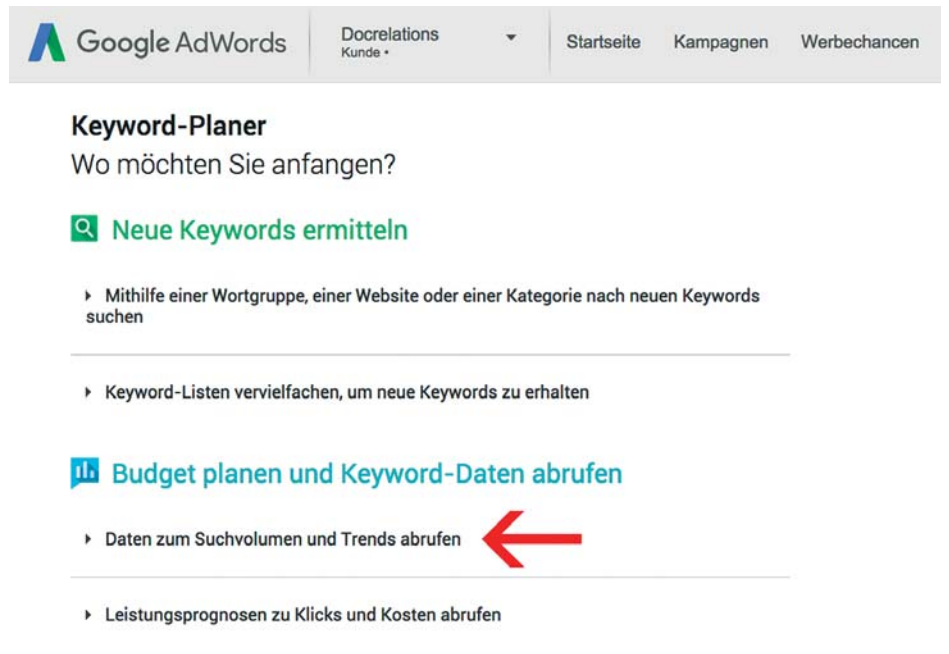 Google AdWords
Docrelations
Kunde •
Startseite
Kampagnen
Werbechancen
Keyword-Planer
Wo möchten Sie anfangen?
Neue Keywords ermitteln
Mithilfe einer Wortgruppe, einer Website oder einer Kategorie nach neuen Keywords
suchen
Keyword-Listen vervielfachen, um neue Keywords zu erhalten
Budget planen und Keyword-Daten abrufen
Daten zum Suchvolumen und Trends abrufen
Leistungsprognosen zu Klicks und Kosten abrufen